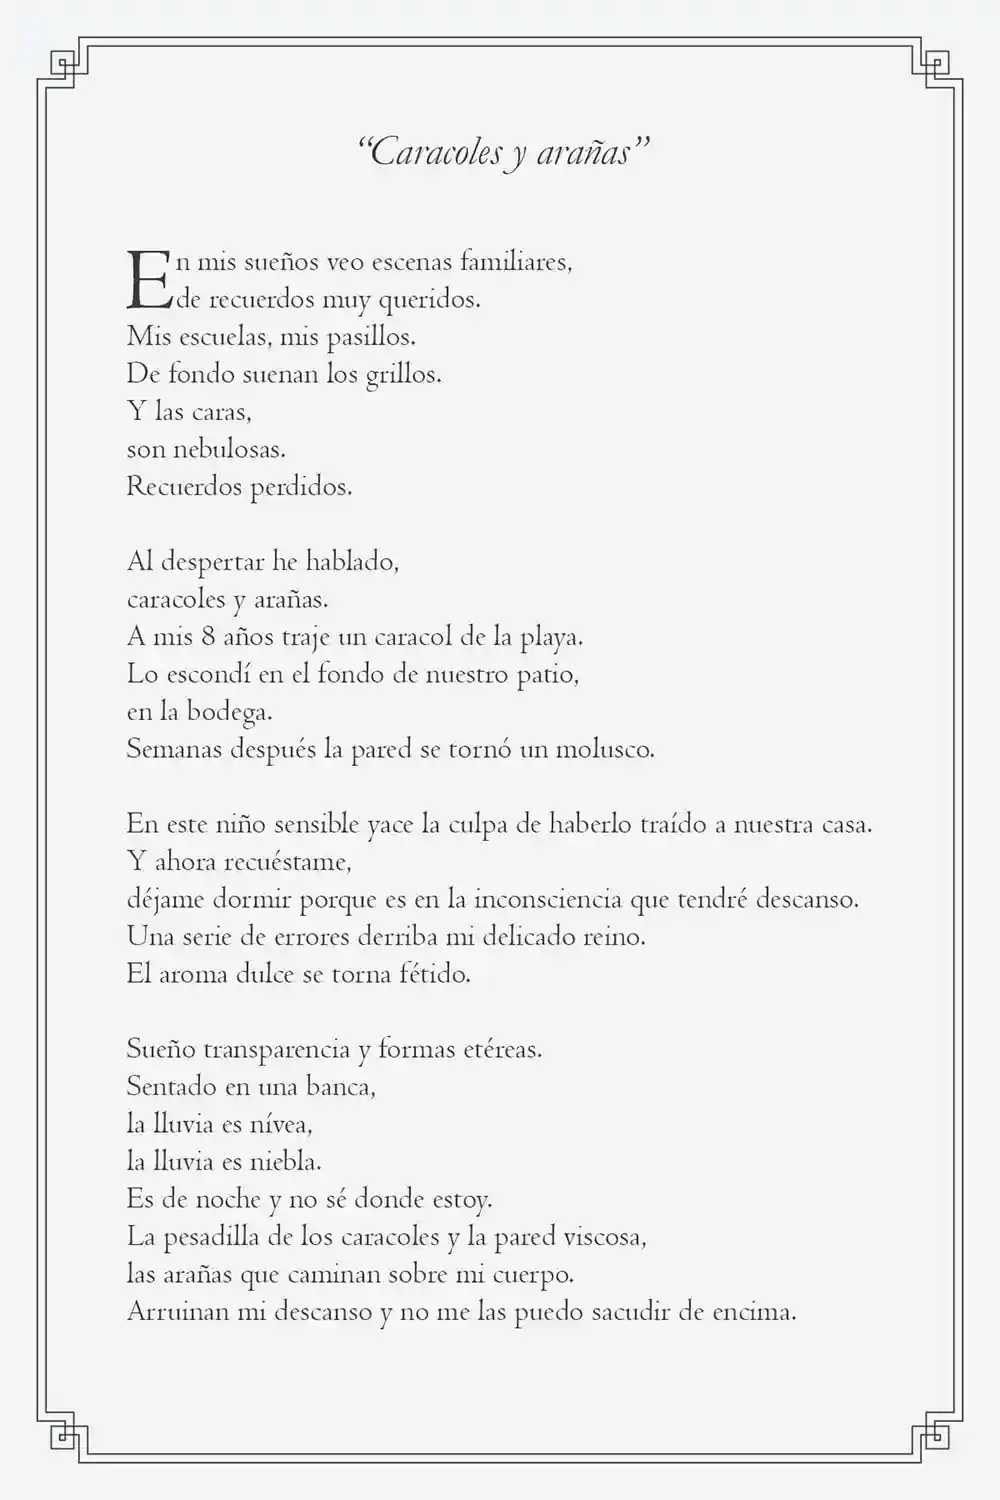 “Caracoles y arañas”
En mis sueños veo escenas familiares,
de recuerdos muy queridos.
Mis escuelas, mis pasillos.
De fondo suenan los grillos.
Y las caras,
son nebulosas.
Recuerdos perdidos.
Al despertar he hablado,
caracoles y arañas.
A mis 8 años traje un caracol de la playa.
Lo escondí en el fondo de nuestro patio,
en la bodega.
Semanas después la pared se tornó un molusco.
En este niño sensible yace la culpa de haberlo traído a nuestra casa.
Y ahora recuéstame,
déjame dormir porque es en la inconsciencia que tendré descanso.
Una serie de errores derriba mi delicado reino.
El aroma dulce se torna fétido.
Sueño transparencia y formas etéreas.
Sentado en una banca,
la lluvia es nívea,
la lluvia es niebla.
Es de noche y no sé donde estoy.
La pesadilla de los caracoles y la pared viscosa,
las arañas que caminan sobre mi cuerpo.
Arruinan mi descanso y no me las puedo sacudir de encima.